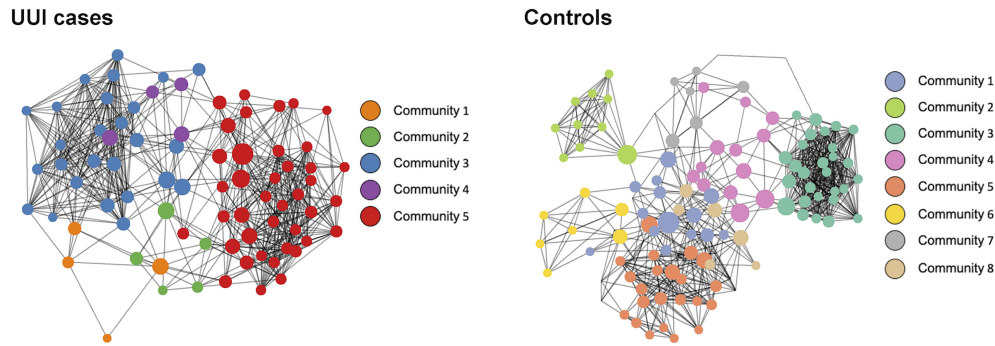 UUI cases
Community 1
Community 2
Community 3
Community 4
Community 5
Controls
Community 1
Community 2
Community 3
Community 4
Community 5
Community 6
Community 7
Community 8